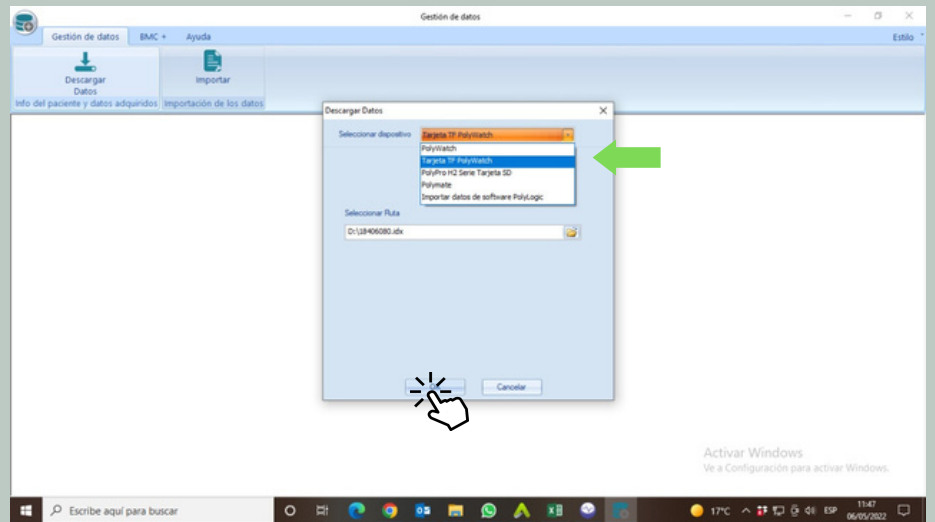 Gestión de datos
Gestión de datos BMC + Ayuda Estilo
Descargar
Datos
Importar
Info del paciente y datos adquiridos Importación de los datos
Descargar Datos
Seleccionar dispositivo Tarjeta TF PolyWatch
PolyWatch
Tarjeta TF PolyWatch
PolyPro H2 Serie Tarjeta SD
Polymate
Importar datos de software PolyLogic
Seleccionar Ruta
D:\18406080.idx
Cancelar
Activar Windows
Ve a Configuración para activar Windows.
Escribe aquí para buscar
17°C ESP 11:47
06/05/2022